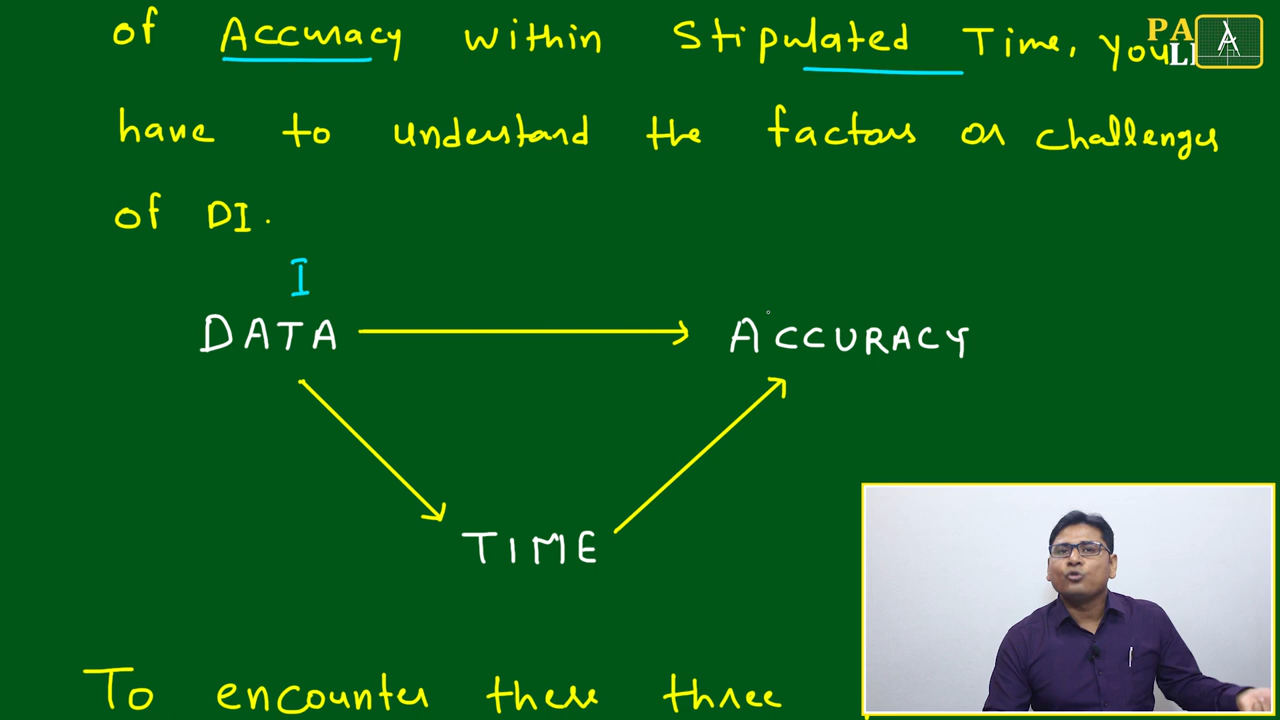 of Accuracy within Stipulated Time, you
have to understand the factors or challenges
of DI.
I
DATA ACCURACY
TIME
To encounter these three